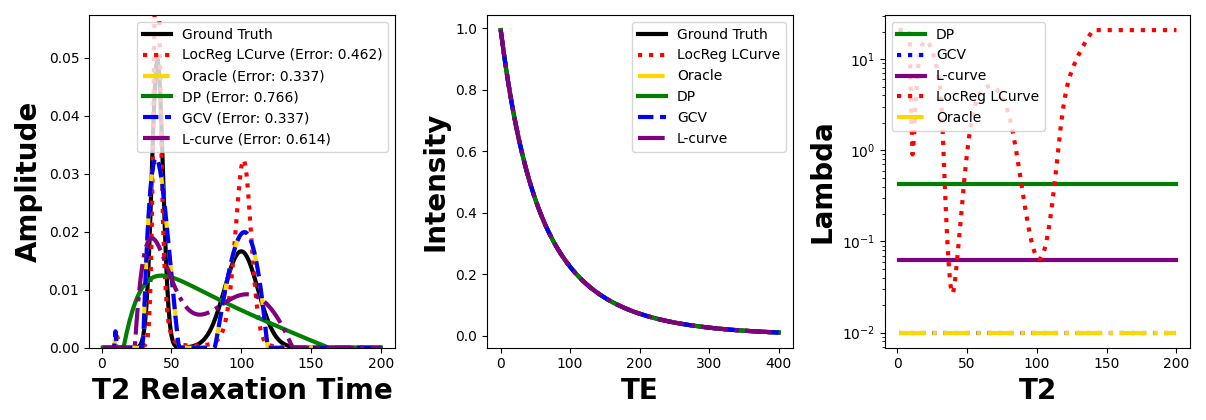 Amplitude
0.05
0.04
0.03
0.02
0.01
0.00
0
50
100
150
200
T2 Relaxation Time
Ground Truth
LocReg LCurve (Error: 0.462)
Oracle (Error: 0.337)
DP (Error: 0.766)
GCV (Error: 0.337)
L-curve (Error: 0.614)
Intensity
1.0
0.8
0.6
0.4
0.2
0.0
0
100
200
300
400
TE
Ground Truth
LocReg LCurve
Oracle
DP
GCV
L-curve
Lambda
10¹
10⁰
10⁻¹
10⁻²
0
50
100
150
200
T2
DP
GCV
L-curve
LocReg LCurve
Oracle